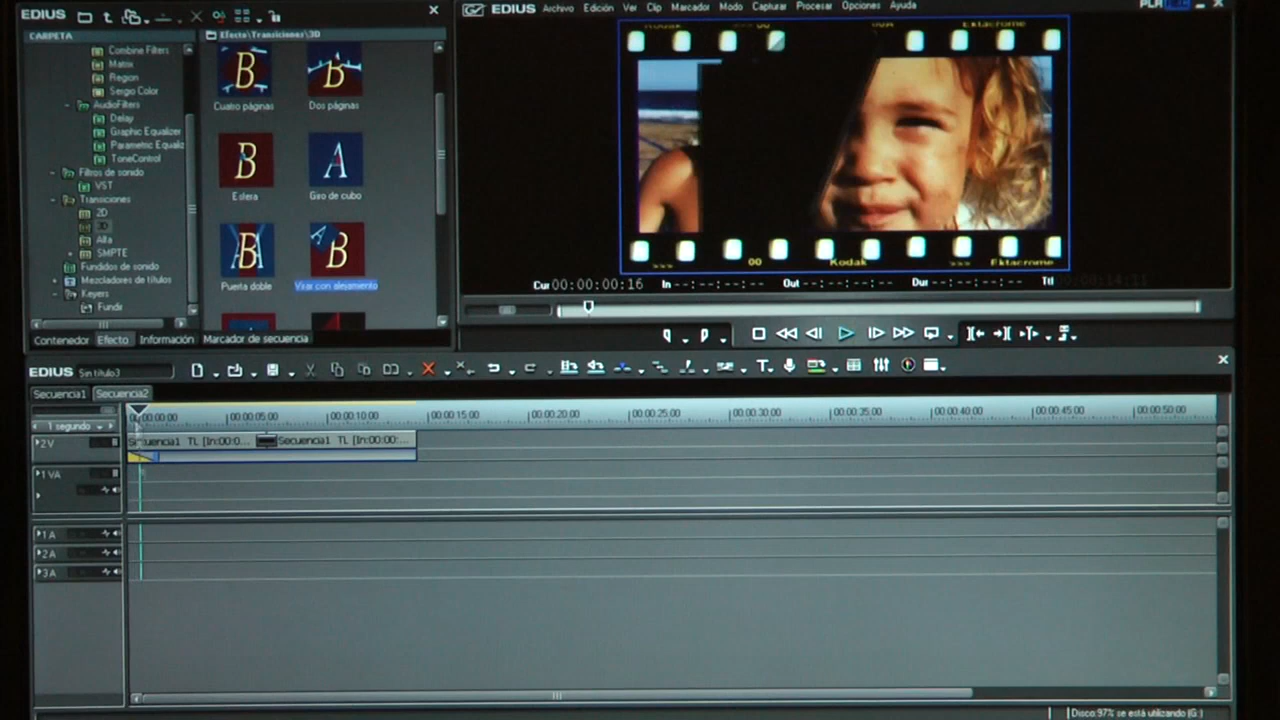 EDIUS
CARPETA
Combine Filters
Matrix
Region
Sergio Color
AudioFilters
Delay
Graphic Equalizer
Parametric Equaliz
ToneControl
Filtros de sonido
VST
Transiciones
2D
3D
Alfa
SMPTE
Fundidos de sonido
Mezcladores de títulos
Keyers
Fundir
Efecto\Transiciones\3D
Cuatro páginas
Dos páginas
Esfera
Giro de cubo
Puerta doble
Virar con alejamiento
Contenedor Efecto Información Marcador de secuencia
EDIUS Archivo Edición Ver Clip Marcador Modo Capturar Procesar Opciones Ayuda
PLR
Ektacrome
00 Kodak Ektacrome
Cur 00:00:00:16 In --:--:--:-- Out --:--:--:-- Dur --:--:--:-- Ttl
EDIUS Sin título3
Secuencia1 Secuencia2
00:00:00:00 00:00:05:00 00:00:10:00 00:00:15:00 00:00:20:00 00:00:25:00 00:00:30:00 00:00:35:00 00:00:40:00 00:00:45:00 00:00:50:00
1 segundo
2 V
Secuencia1 TL [In:00:0... Secuencia1 TL [In:00:00:...
1 VA
1 A
2 A
3 A
Disco:97% se está utilizando (G:)